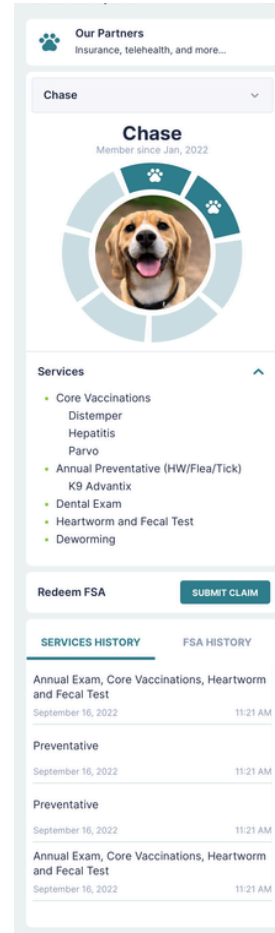 Our Partners
Insurance, telehealth, and more...
Chase
Chase
Member since Jan, 2022
Services
• Core Vaccinations
Distemper
Hepatitis
Parvo
• Annual Preventative (HW/Flea/Tick)
K9 Advantix
• Dental Exam
• Heartworm and Fecal Test
• Deworming
Redeem FSA
SUBMIT CLAIM
SERVICES HISTORY
FSA HISTORY
Annual Exam, Core Vaccinations, Heartworm
and Fecal Test
September 16, 2022
11:21 AM
Preventative
September 16, 2022
11:21 AM
Preventative
September 16, 2022
11:21 AM
Annual Exam, Core Vaccinations, Heartworm
and Fecal Test
September 16, 2022
11:21 AM